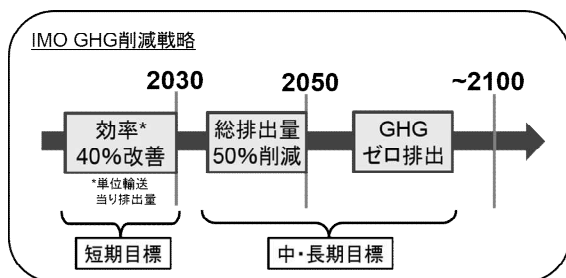 IMO GHG削減戦略
2030
2050
~2100
効率*
40%改善
総排出量
50%削減
GHG
ゼロ排出
*単位輸送
当り排出量
短期目標
中・長期目標